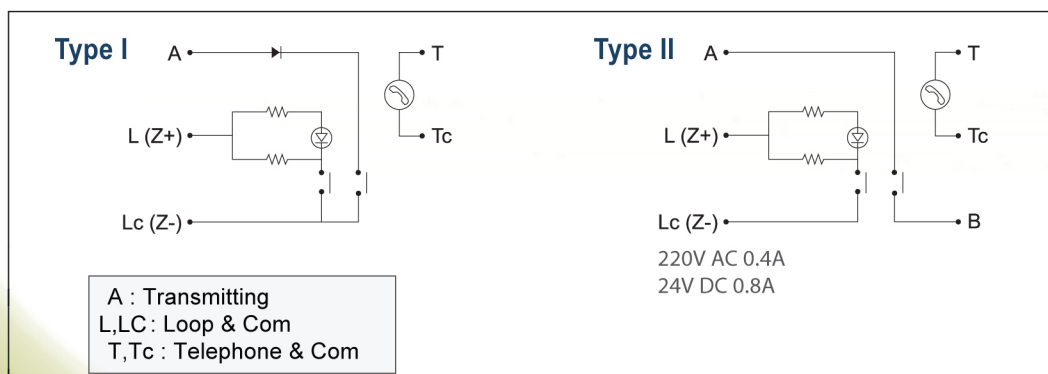 Type I
A
T
L (Z+)
Tc
Lc (Z-)
A : Transmitting
L,LC : Loop & Com
T,Tc : Telephone & Com
Type II
A
T
L (Z+)
Tc
Lc (Z-)
B
220V AC 0.4A
24V DC 0.8A